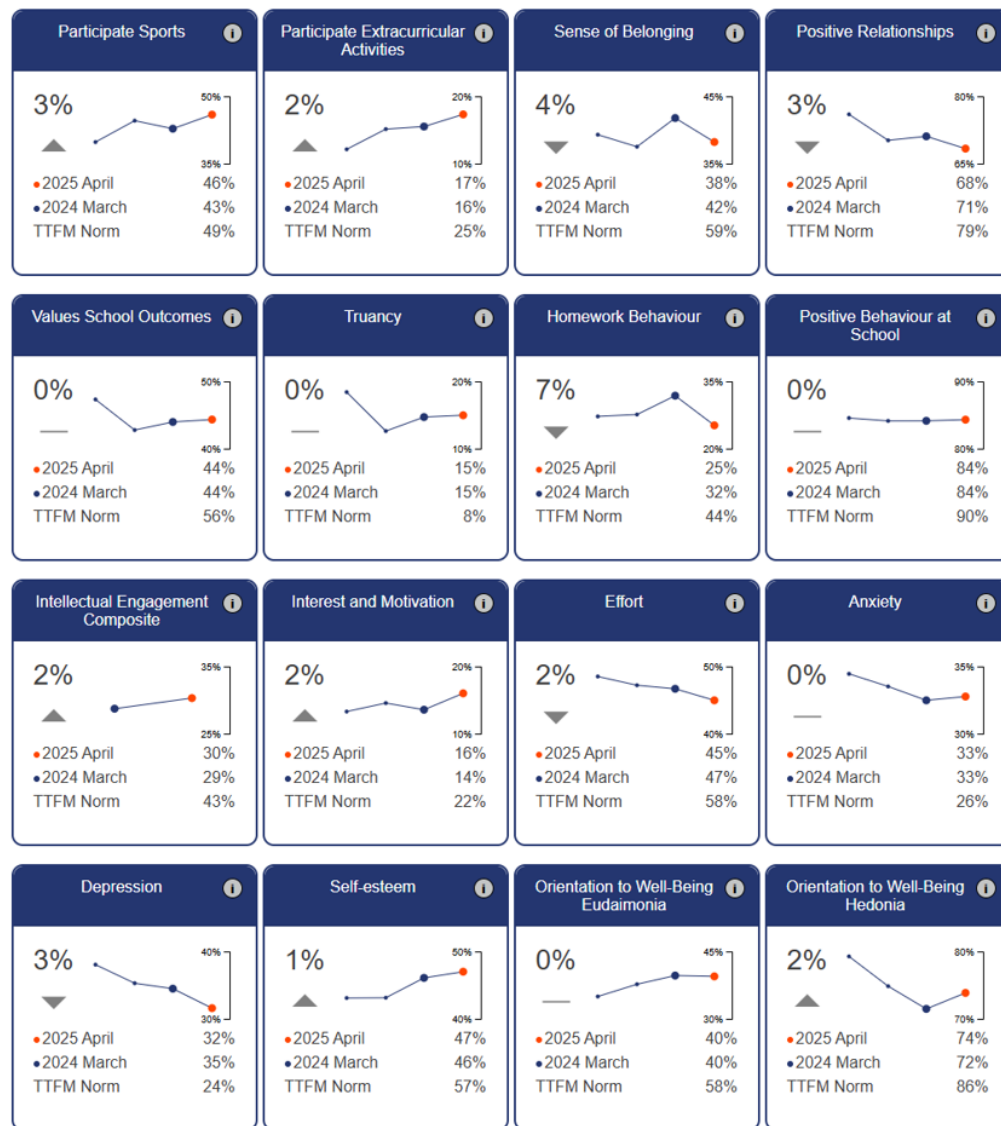 Participate Sports
3%
50%
35%
2025 April 46%
2024 March 43%
TTFM Norm 49%
Participate Extracurricular
Activities
2%
20%
10%
2025 April 17%
2024 March 16%
TTFM Norm 25%
Sense of Belonging
4%
45%
35%
2025 April 38%
2024 March 42%
TTFM Norm 59%
Positive Relationships
3%
80%
65%
2025 April 68%
2024 March 71%
TTFM Norm 79%
Values School Outcomes
0%
50%
40%
2025 April 44%
2024 March 44%
TTFM Norm 56%
Truancy
0%
20%
10%
2025 April 15%
2024 March 15%
TTFM Norm 8%
Homework Behaviour
7%
35%
20%
2025 April 25%
2024 March 32%
TTFM Norm 44%
Positive Behaviour at
School
0%
90%
80%
2025 April 84%
2024 March 84%
TTFM Norm 90%
Intellectual Engagement
Composite
2%
35%
25%
2025 April 30%
2024 March 29%
TTFM Norm 43%
Interest and Motivation
2%
20%
10%
2025 April 16%
2024 March 14%
TTFM Norm 22%
Effort
2%
50%
40%
2025 April 45%
2024 March 47%
TTFM Norm 58%
Anxiety
0%
35%
30%
2025 April 33%
2024 March 33%
TTFM Norm 26%
Depression
3%
40%
30%
2025 April 32%
2024 March 35%
TTFM Norm 24%
Self-esteem
1%
50%
40%
2025 April 47%
2024 March 46%
TTFM Norm 57%
Orientation to Well-Being
Eudaimonia
0%
45%
30%
2025 April 40%
2024 March 40%
TTFM Norm 58%
Orientation to Well-Being
Hedonia
2%
80%
70%
2025 April 74%
2024 March 72%
TTFM Norm 86%